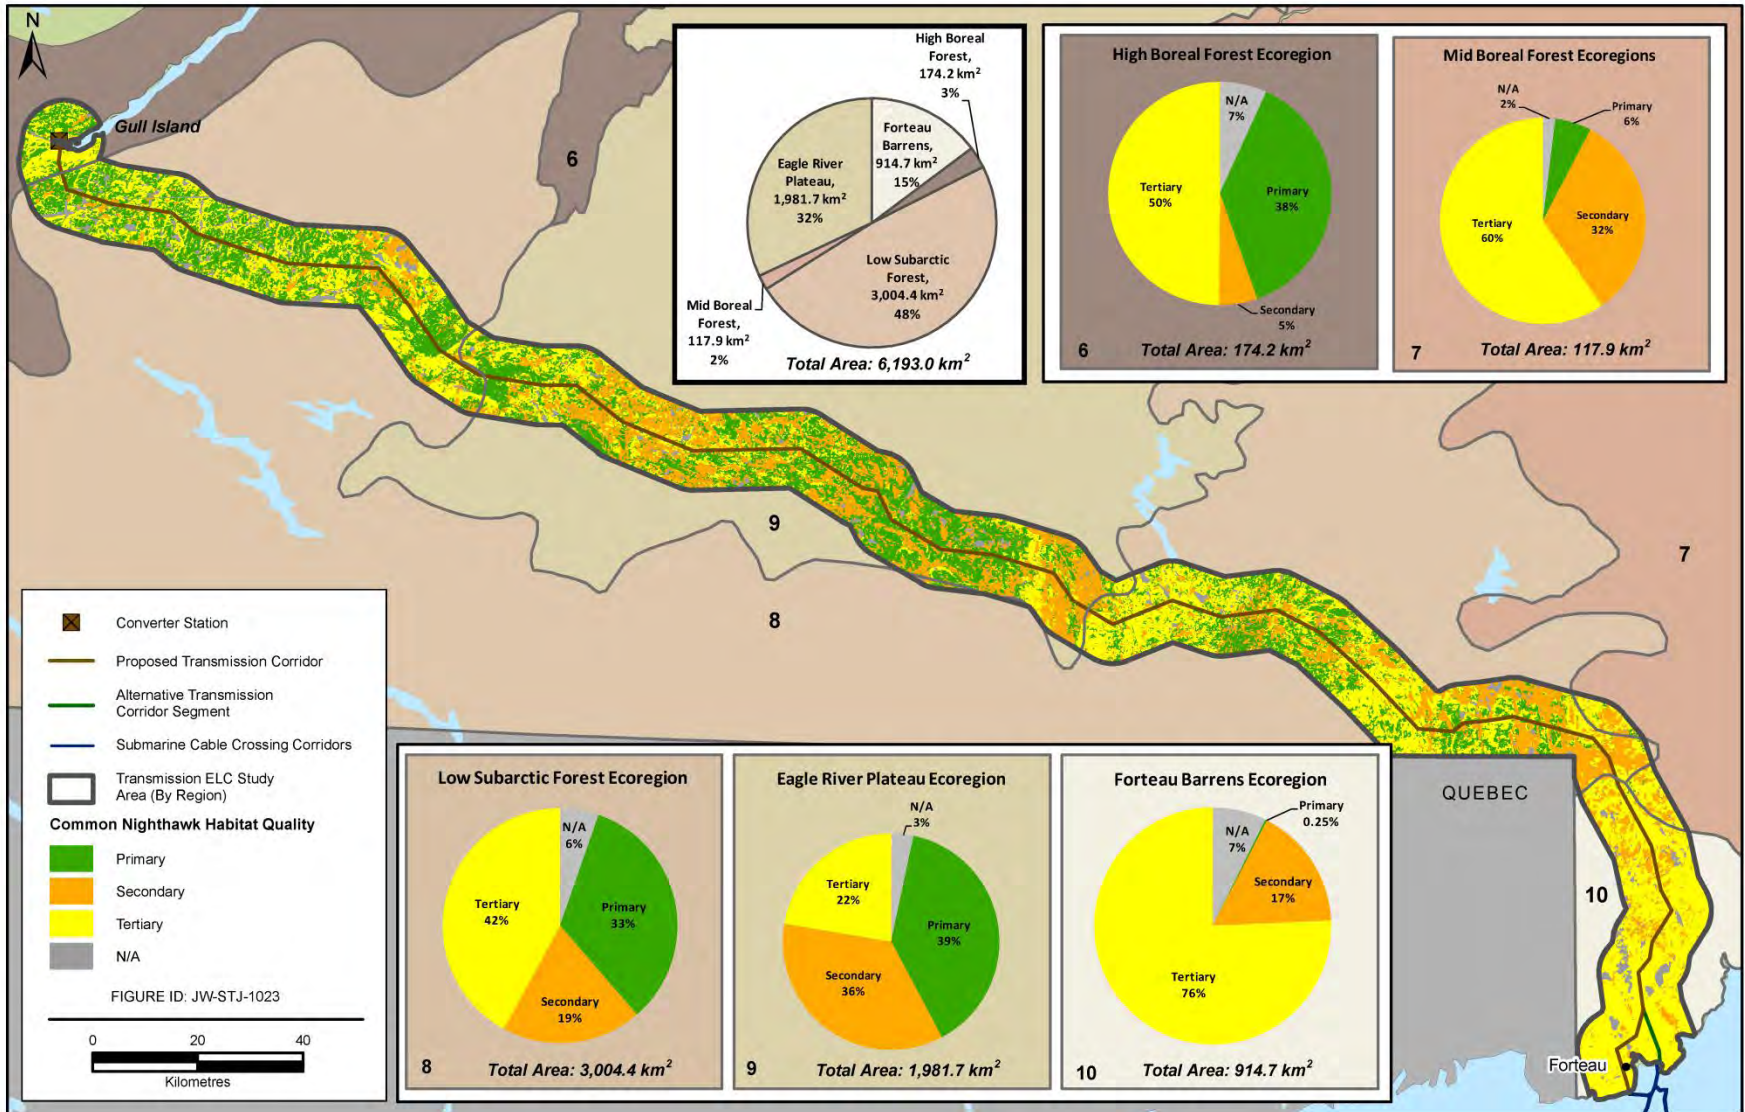 N
Gull Island
6
High Boreal
Forest,
174.2 km²
3%
Forteau
Barrens,
914.7 km²
15%
Eagle River
Plateau,
1,981.7 km²
32%
Low Subarctic
Forest,
3,004.4 km²
48%
Mid Boreal
Forest,
117.9 km²
2%
Total Area: 6,193.0 km²
High Boreal Forest Ecoregion
N/A
7%
Tertiary
50%
Primary
38%
Secondary
5%
6
Total Area: 174.2 km²
Mid Boreal Forest Ecoregions
N/A
2%
Primary
6%
Secondary
32%
Tertiary
60%
7
Total Area: 117.9 km²
9
8
7
Converter Station
Proposed Transmission Corridor
Alternative Transmission
Corridor Segment
Submarine Cable Crossing Corridors
Transmission ELC Study
Area (By Region)
Common Nighthawk Habitat Quality
Primary
Secondary
Tertiary
N/A
FIGURE ID: JW-STJ-1023
0 20 40
Kilometres
Low Subarctic Forest Ecoregion
N/A
6%
Tertiary
42%
Primary
33%
Secondary
19%
8
Total Area: 3,004.4 km²
Eagle River Plateau Ecoregion
N/A
3%
Tertiary
22%
Primary
39%
Secondary
36%
9
Total Area: 1,981.7 km²
Forteau Barrens Ecoregion
Primary
0.25%
N/A
7%
Secondary
17%
Tertiary
76%
10
Total Area: 914.7 km²
QUEBEC
10
Forteau